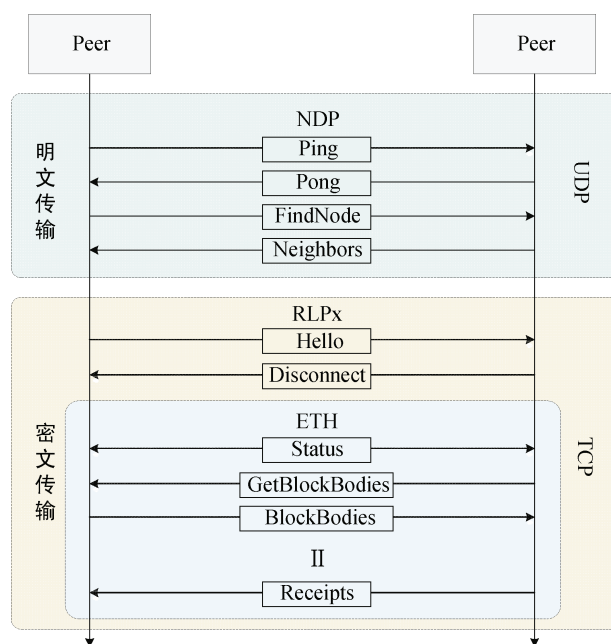 Peer
Peer
NDP
Ping
Pong
FindNode
Neighbors
明文传输
UDP
RLPx
Hello
Disconnect
ETH
Status
GetBlockBodies
BlockBodies
II
Receipts
密文传输
TCP